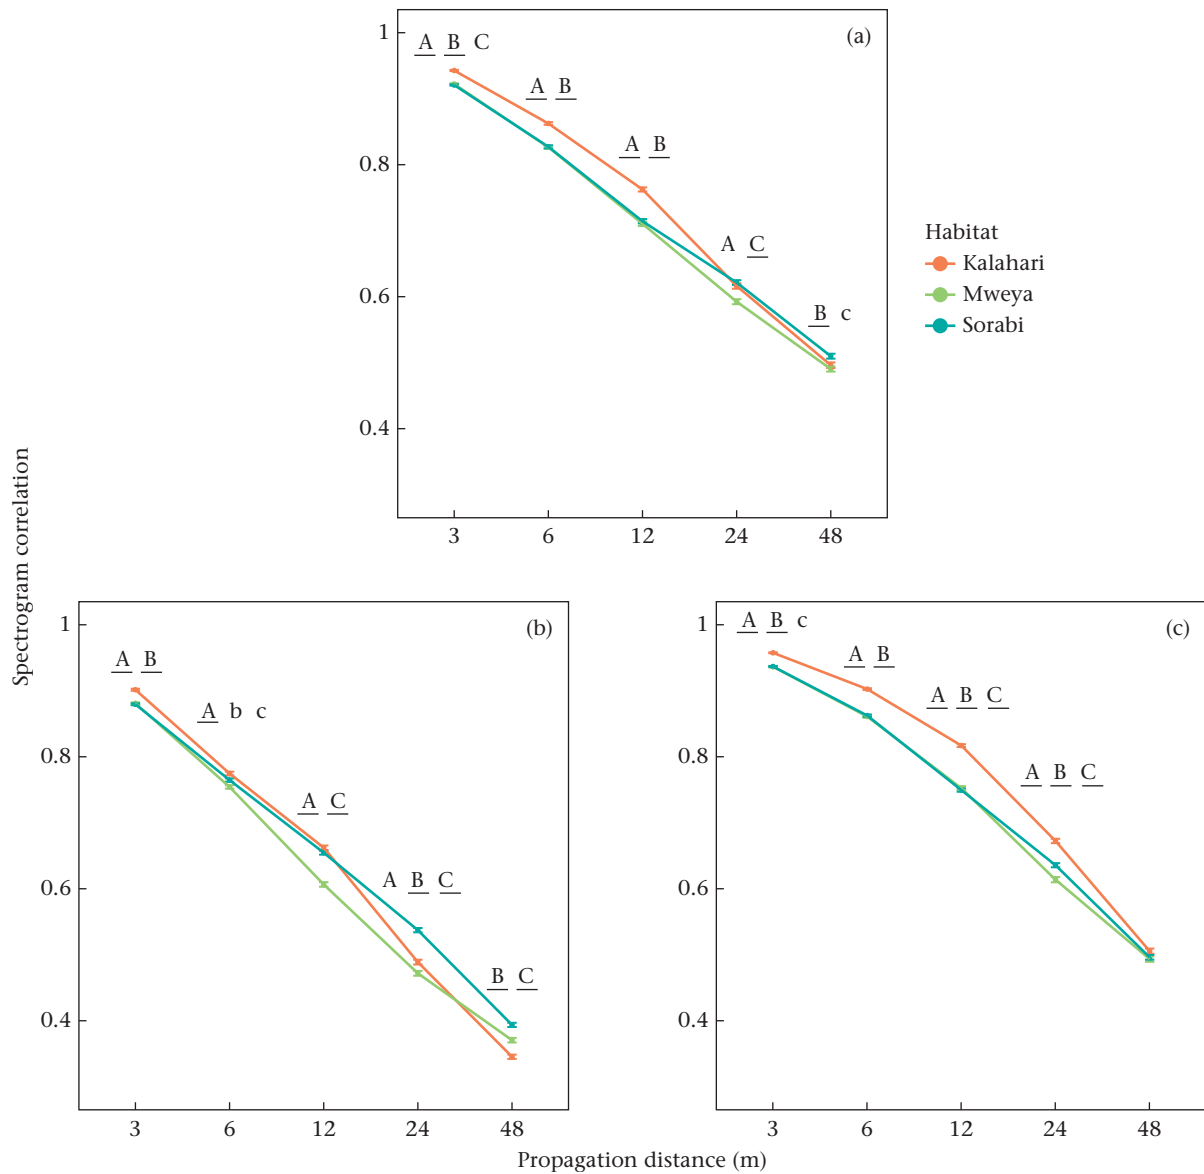 (a)
1
0.8
0.6
0.4
A B C
A B
A B
A C
B c
3 6 12 24 48
Habitat
Kalahari
Mweya
Sorabi
Spectrogram correlation
(b)
1
0.8
0.6
0.4
A B
A b c
A C
A B C
B C
3 6 12 24 48
(c)
1
0.8
0.6
0.4
A B c
A B
A B C
A B C
3 6 12 24 48
Propagation distance (m)